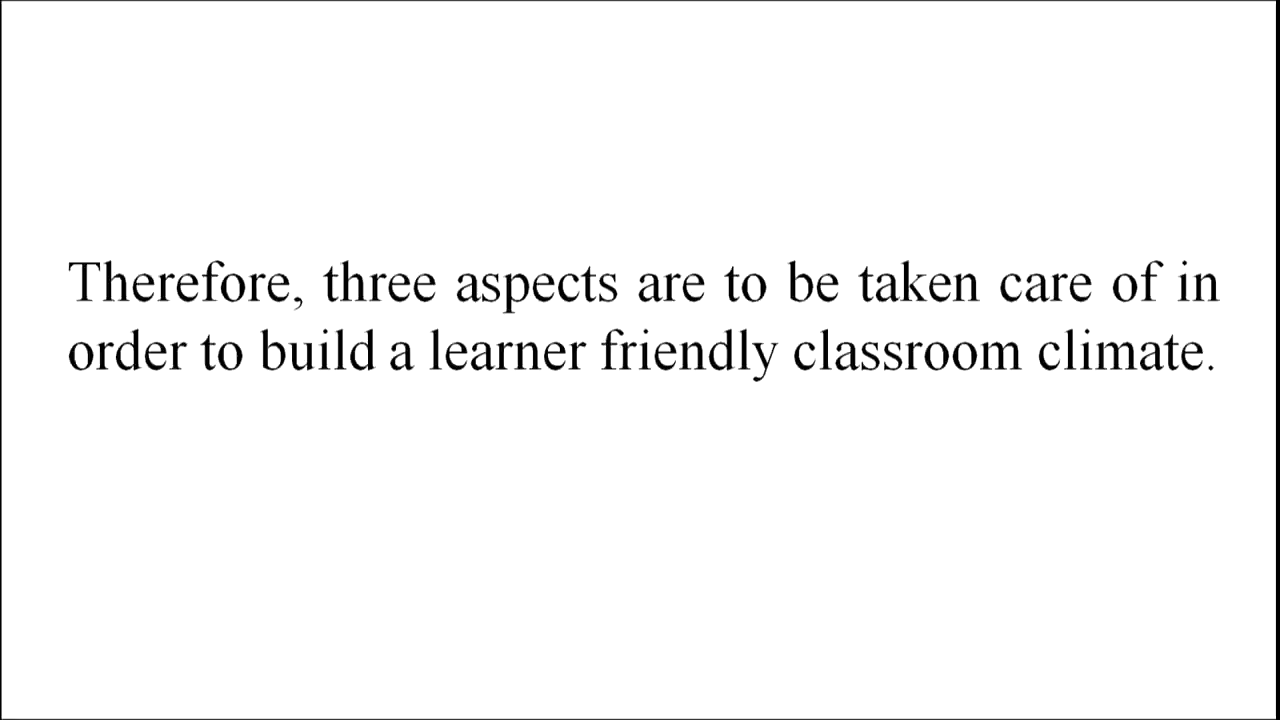 Therefore, three aspects are to be taken care of in
order to build a learner friendly classroom climate.